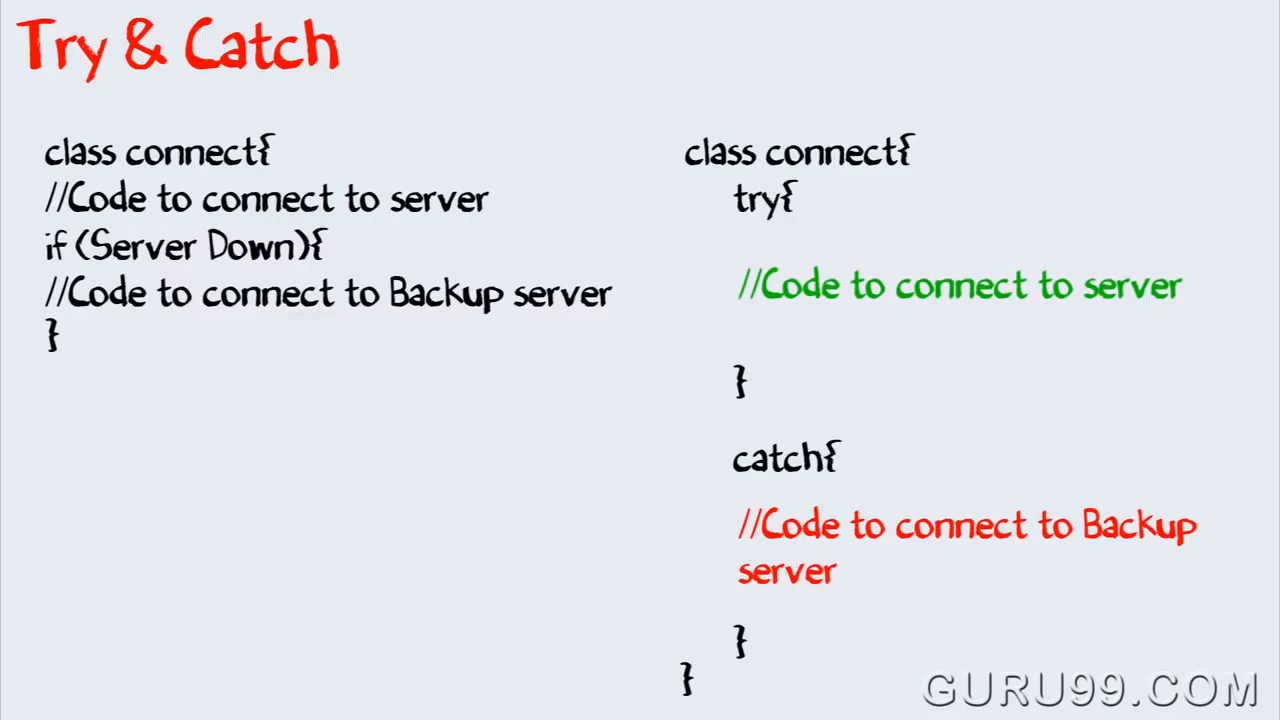 Try & Catch
class connect{
//Code to connect to server
if (Server Down){
//Code to connect to Backup server
}
class connect{
try{
//Code to connect to server
}
catch{
//Code to connect to Backup
server
}
}
GURU99.COM